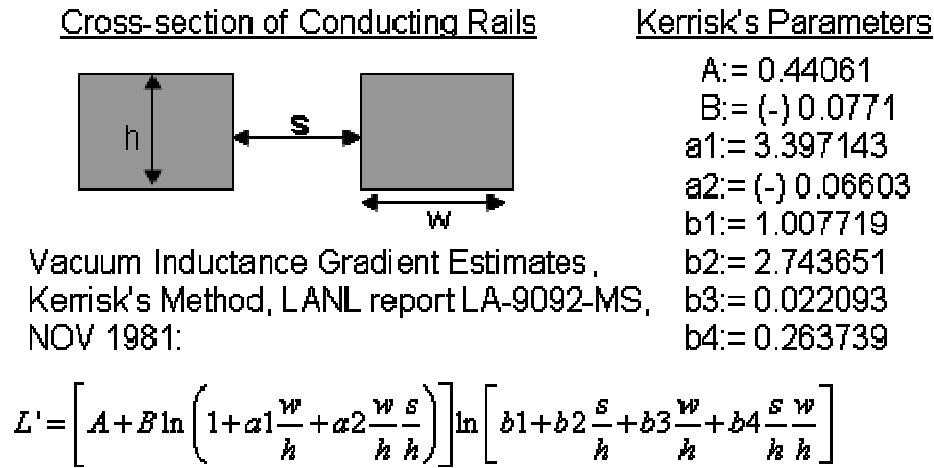 Cross-section of Conducting Rails
h
s
w
Vacuum Inductance Gradient Estimates,
Kerrisk's Method, LANL report LA-9092-MS,
NOV 1981:
Kerrisk's Parameters
A:= 0.44061
B:= (-) 0.0771
a1:= 3.397143
a2:= (-) 0.06603
b1:= 1.007719
b2:= 2.743651
b3:= 0.022093
b4:= 0.263739
L' = [A + B ln(1 + a1 w/h + a2 w/h s/h)] ln[b1 + b2 s/h + b3 w/h + b4 s/h w/h]